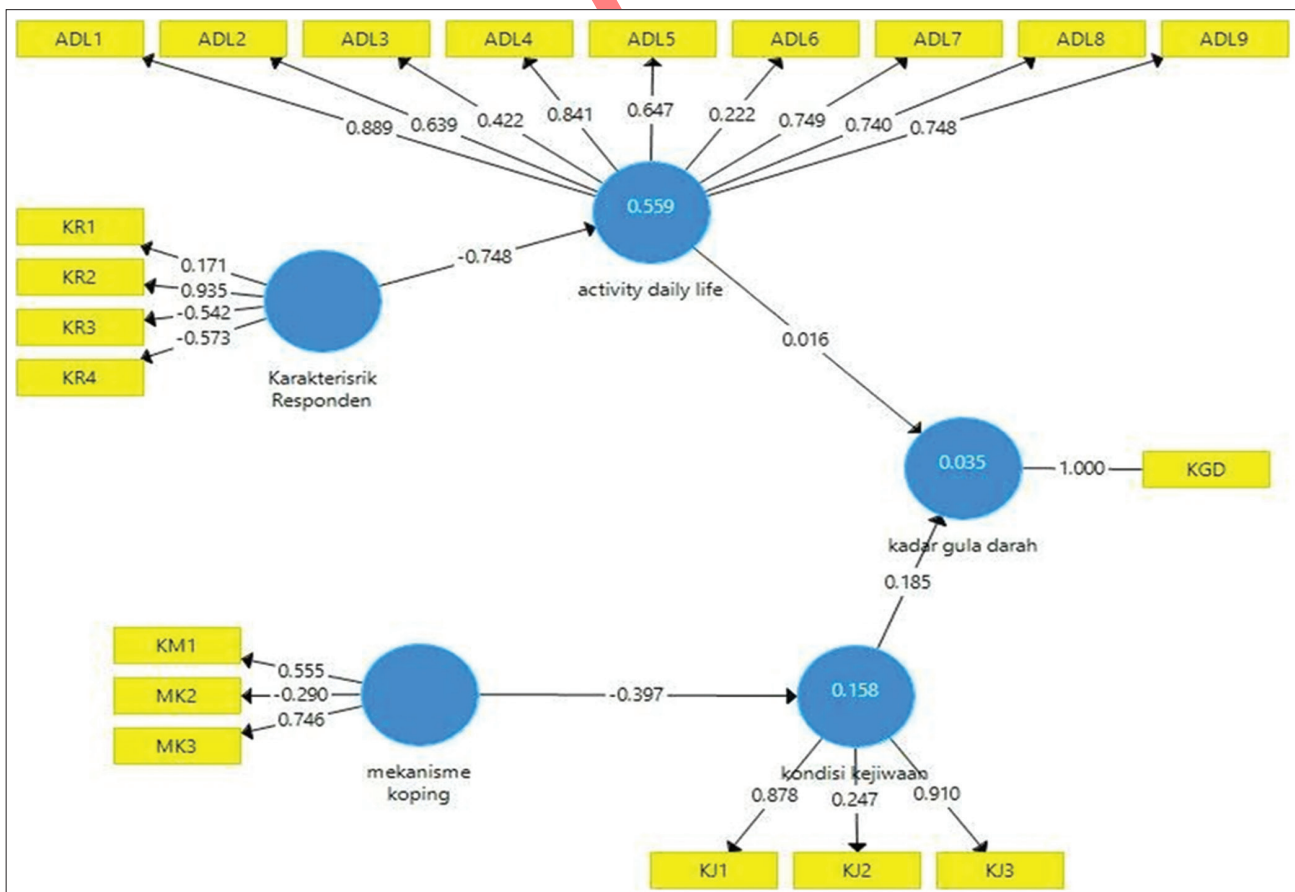 ADL1 ADL2 ADL3 ADL4 ADL5 ADL6 ADL7 ADL8 ADL9
0.889 0.639 0.422 0.841 0.647 0.222 0.749 0.740 0.748
0.559
activity daily life
KR1
KR2
KR3
KR4
0.171
0.935
-0.542
-0.573
-0.748
Karakterisrik
Responden
0.016
0.035
1.000
KGD
kadar gula darah
0.185
KM1
MK2
MK3
0.555
-0.290
0.746
-0.397
0.158
mekanisme
koping
kondisi kejiwaan
0.878 0.247 0.910
KJ1 KJ2 KJ3